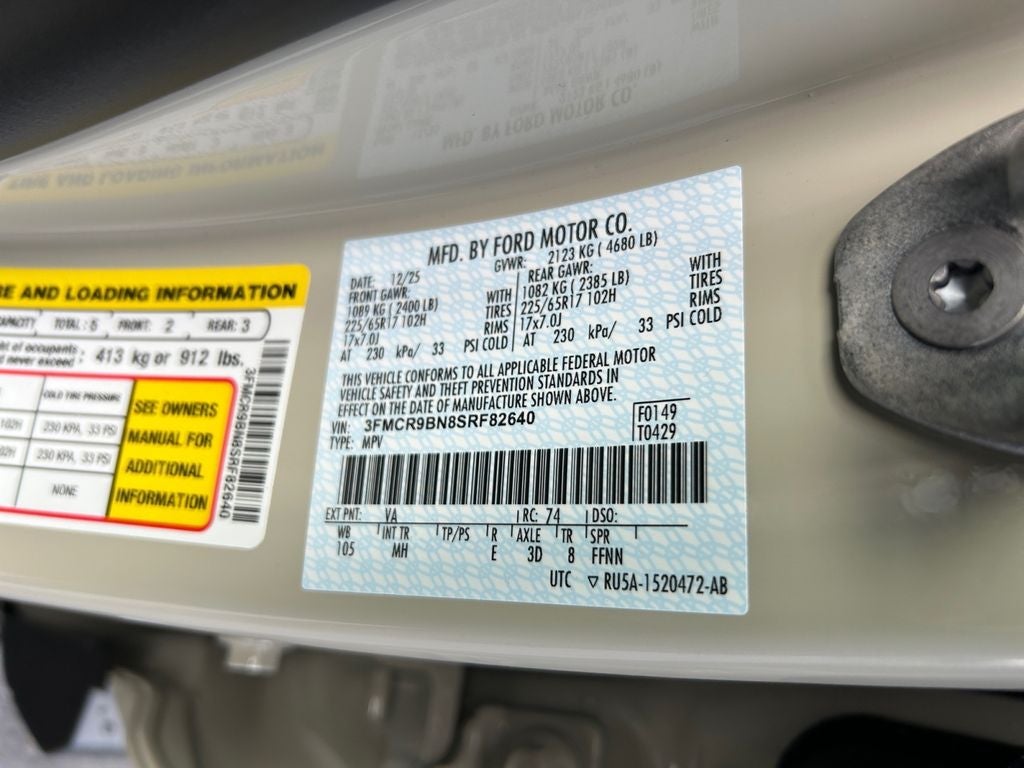 RE AND LOADING INFORMATION
CAPACITY TOTAL: 5 FRONT: 2 REAR: 3
of occupants
never exceed: 413 kg or 912 lbs.
COLD TIRE PRESSURE
102H 230 KPA, 33 PSI
230 KPA, 33 PSI
NONE
SEE OWNERS
MANUAL FOR
ADDITIONAL
INFORMATION
3FMCR9BN8SRF82640
MFD. BY FORD MOTOR CO.
DATE: 12/25 GVWR: 2123 KG ( 4680 LB)
FRONT GAWR: REAR GAWR:
1089 KG ( 2400 LB) WITH 1082 KG ( 2385 LB) WITH
225/65R17 102H TIRES 225/65R17 102H TIRES
17x7.0J RIMS 17x7.0J RIMS
AT 230 kPa/ 33 PSI COLD AT 230 kPa/ 33 PSI COLD
THIS VEHICLE CONFORMS TO ALL APPLICABLE FEDERAL MOTOR
VEHICLE SAFETY AND THEFT PREVENTION STANDARDS IN
EFFECT ON THE DATE OF MANUFACTURE SHOWN ABOVE.
VIN: 3FMCR9BN8SRF82640 F0149
TYPE: MPV T0429
EXT PNT: VA RC: 74 DSO:
WB INT TR TP/PS R AXLE TR SPR
105 MH E 3D 8 FFNN
UTC ▽ RU5A-1520472-AB